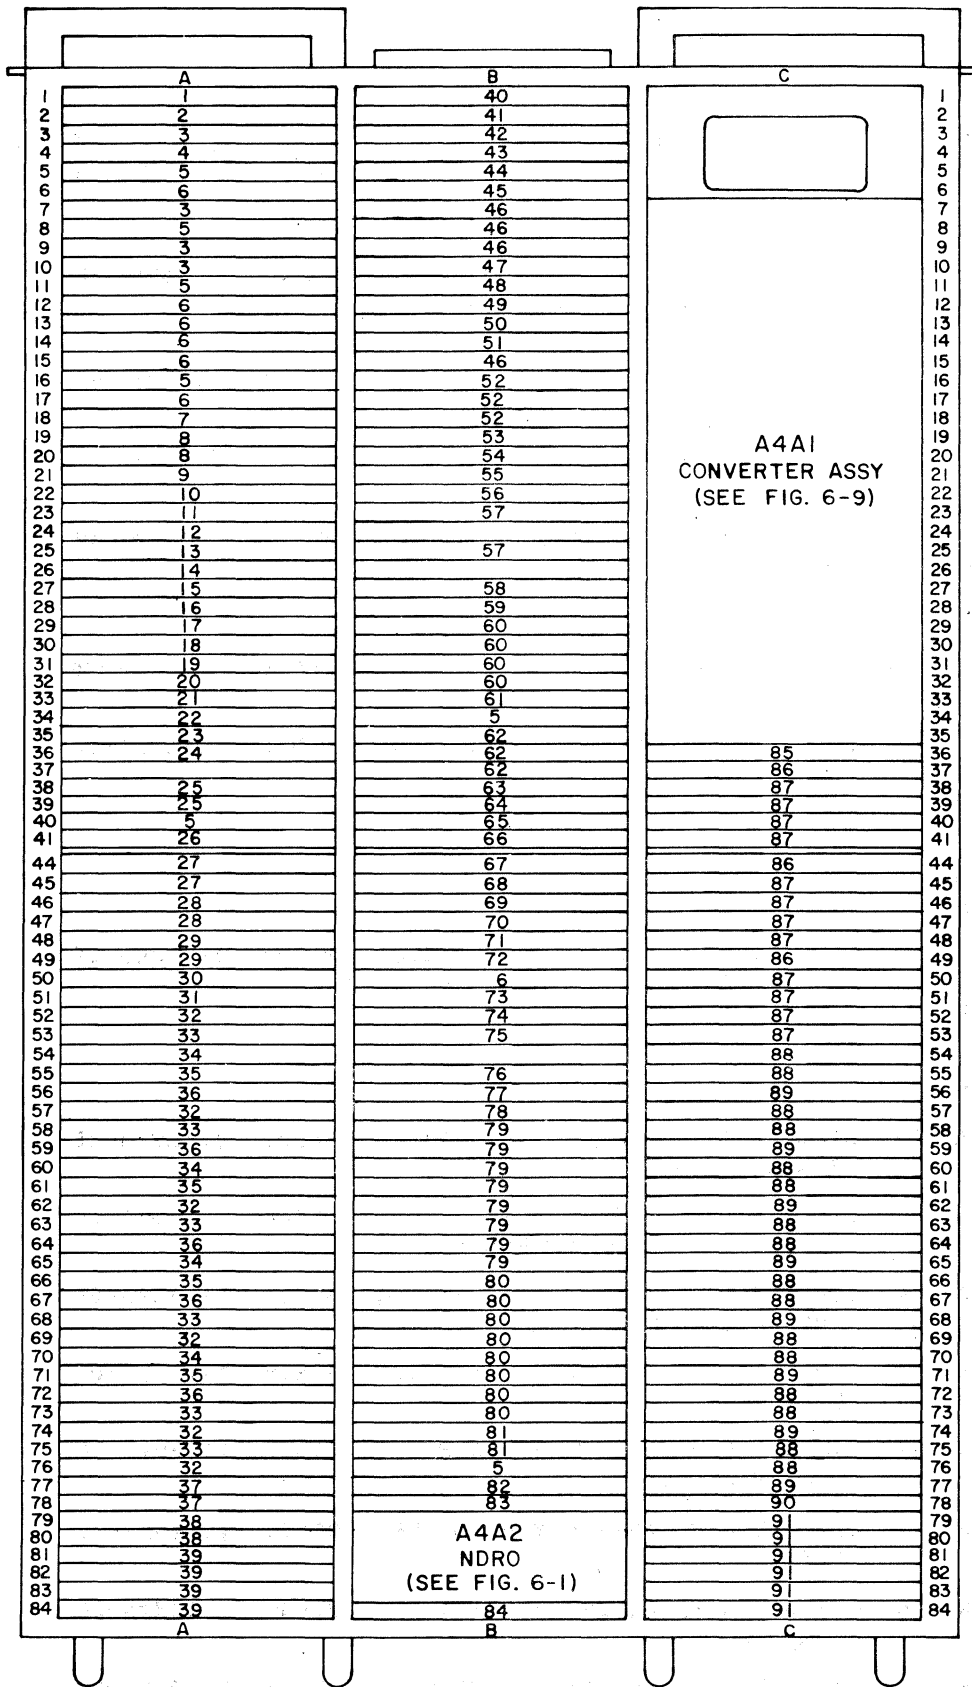 A B C
1 1 40 1
2 2 41 2
3 3 42 3
4 4 43 4
5 5 44 5
6 6 45 6
7 3 46 7
8 5 46 8
9 3 46 9
10 3 47 10
11 5 48 11
12 6 49 12
13 6 50 13
14 6 51 14
15 6 46 15
16 5 52 16
17 6 52 17
18 7 52 18
19 8 53 A4A1 19
20 8 54 20
21 9 55 CONVERTER ASSY 21
22 10 56 (SEE FIG. 6-9) 22
23 11 57 23
24 12 24
25 13 57 25
26 14 26
27 15 58 27
28 16 59 28
29 17 60 29
30 18 60 30
31 19 60 31
32 20 60 32
33 21 61 33
34 22 5 34
35 23 62 35
36 24 62 85 36
37 62 86 37
38 25 63 87 38
39 25 64 87 39
40 5 65 87 40
41 26 66 87 41
44 27 67 86 44
45 27 68 87 45
46 28 69 87 46
47 28 70 87 47
48 29 71 87 48
49 29 72 86 49
50 30 6 87 50
51 31 73 87 51
52 32 74 87 52
53 33 75 87 53
54 34 88 54
55 35 76 88 55
56 36 77 89 56
57 32 78 88 57
58 33 79 88 58
59 36 79 89 59
60 34 79 88 60
61 35 79 88 61
62 32 79 89 62
63 33 79 88 63
64 36 79 88 64
65 34 79 89 65
66 35 80 88 66
67 36 80 88 67
68 33 80 89 68
69 32 80 88 69
70 34 80 88 70
71 35 80 89 71
72 36 80 88 72
73 33 80 88 73
74 32 81 89 74
75 33 81 88 75
76 32 5 88 76
77 37 82 89 77
78 37 83 90 78
79 38 A4A2 91 79
80 38 91 80
81 39 NDRO 91 81
82 39 (SEE FIG. 6-1) 91 82
83 39 91 83
84 39 84 91 84
A B C